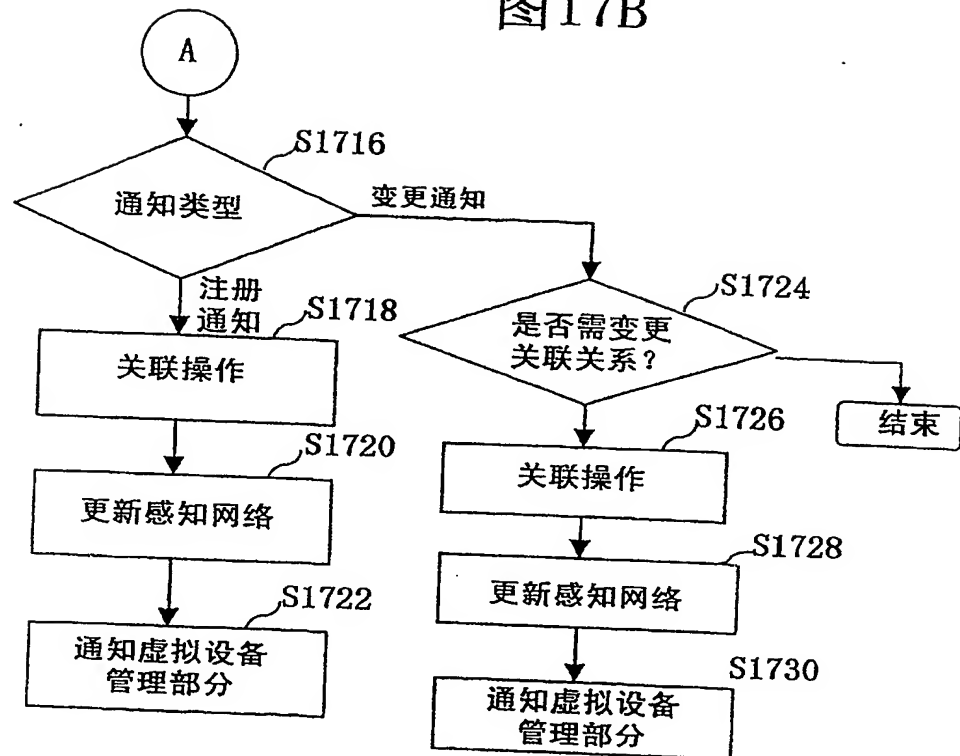 图17B
A
S1716
通知类型
变更通知
注册
通知
S1718
关联操作
S1720
更新感知网络
S1722
通知虚拟设备
管理部分
S1724
是否需变更
关联关系？
结束
S1726
关联操作
S1728
更新感知网络
S1730
通知虚拟设备
管理部分